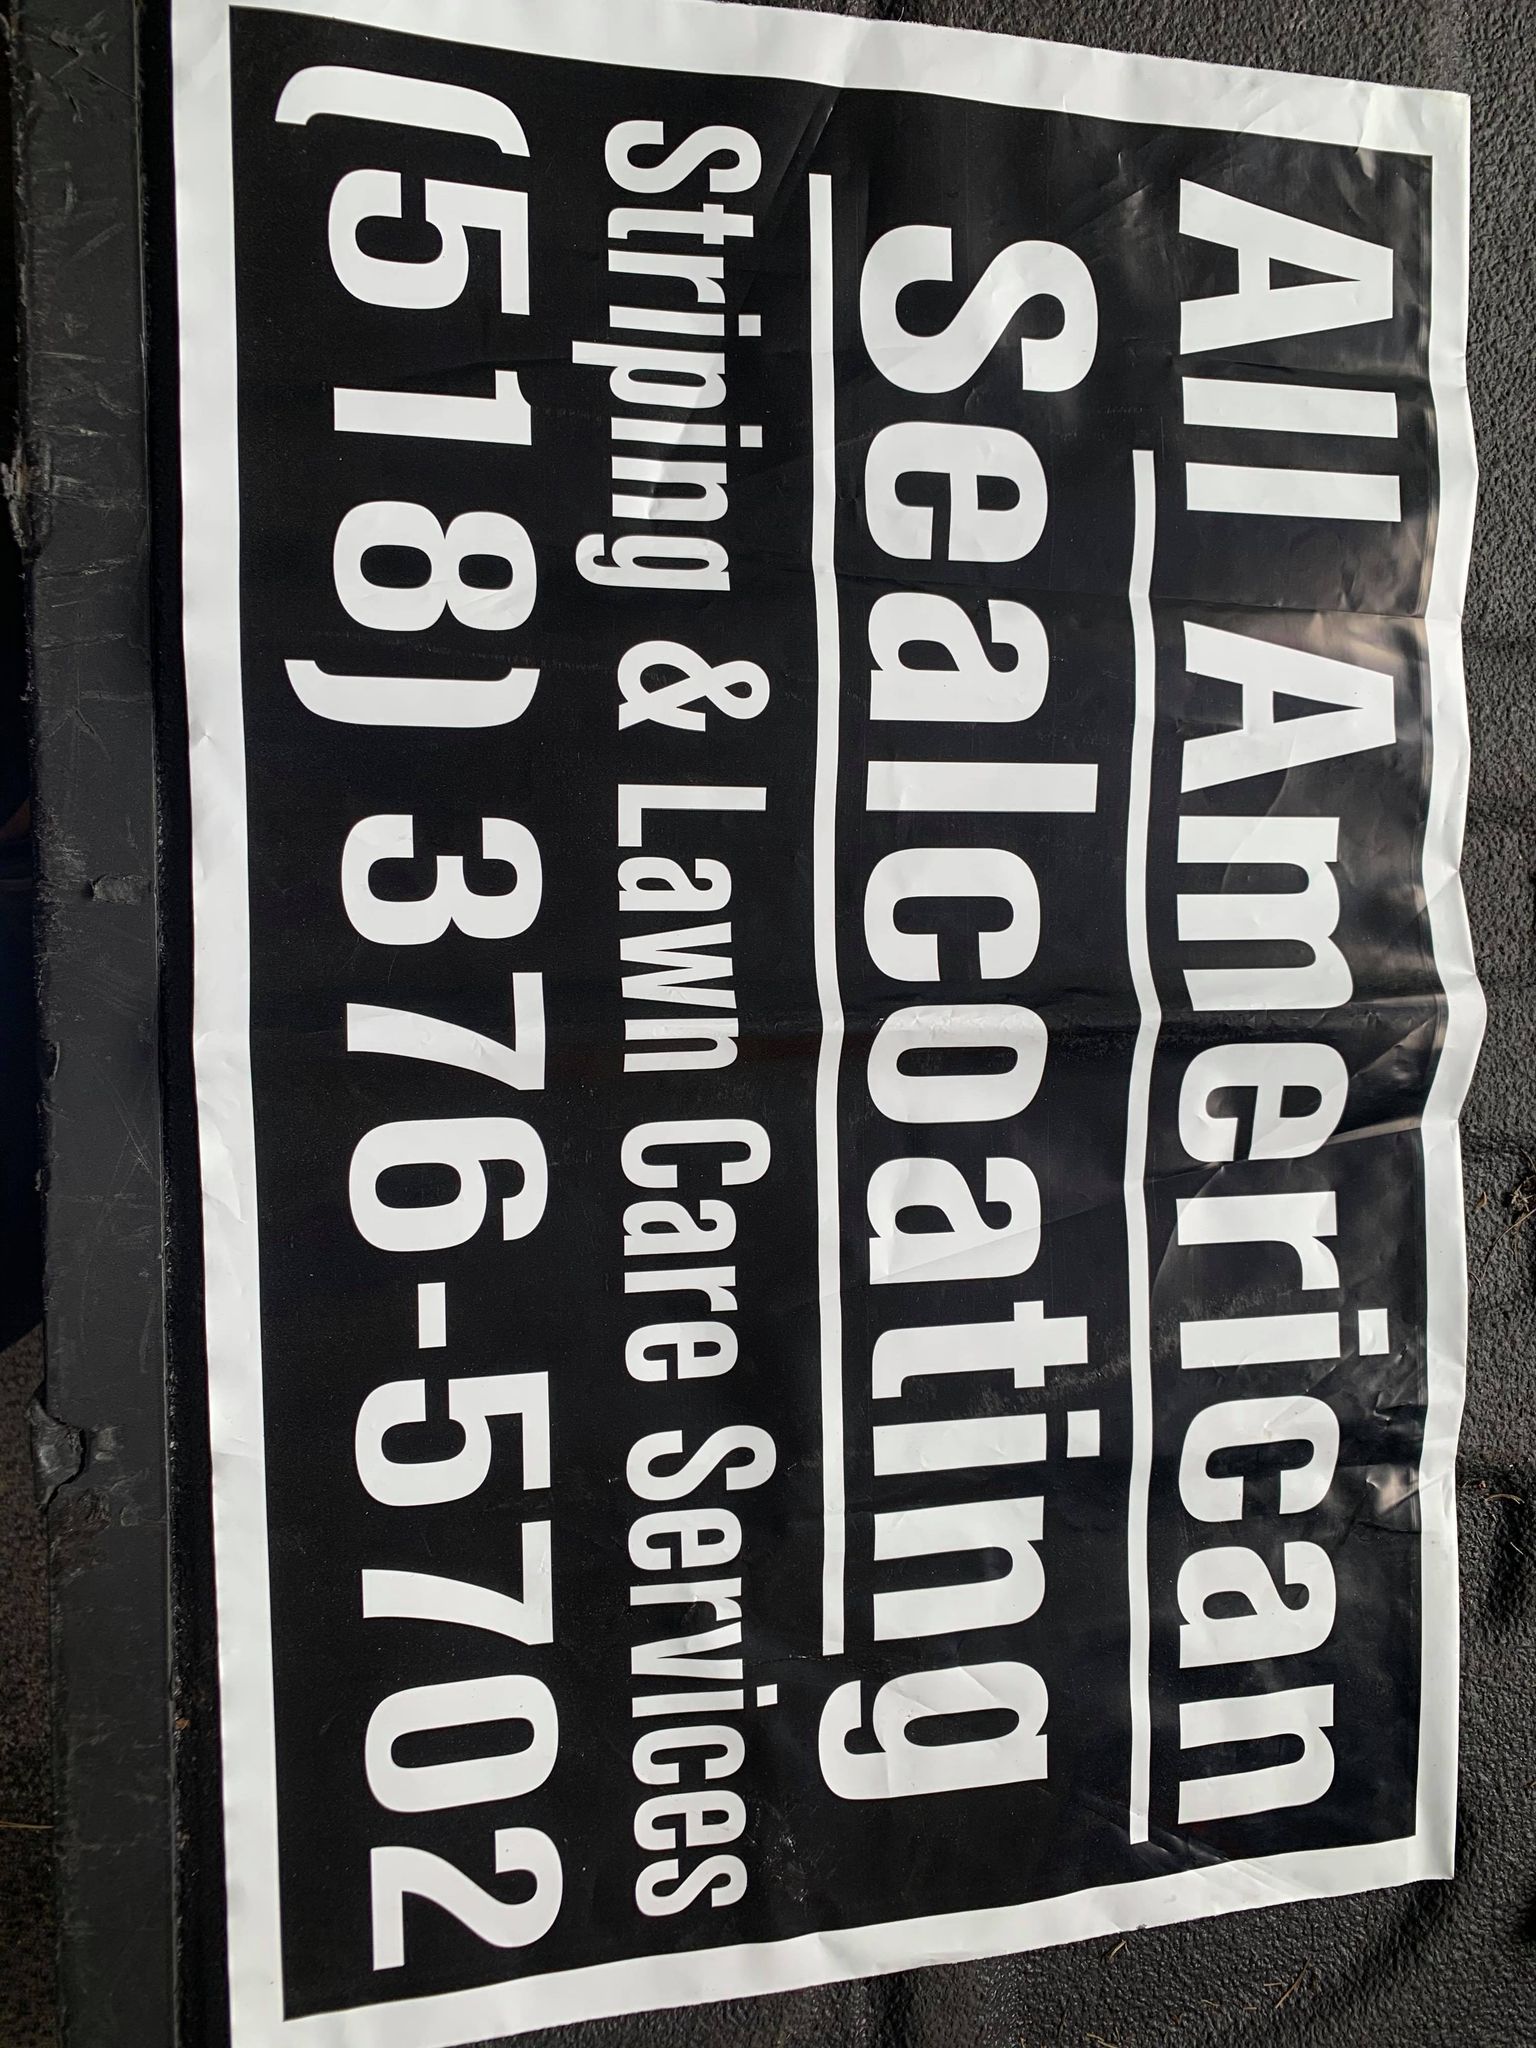 All American
Sealcoating
Striping & Lawn Care Services
(518) 376-5702